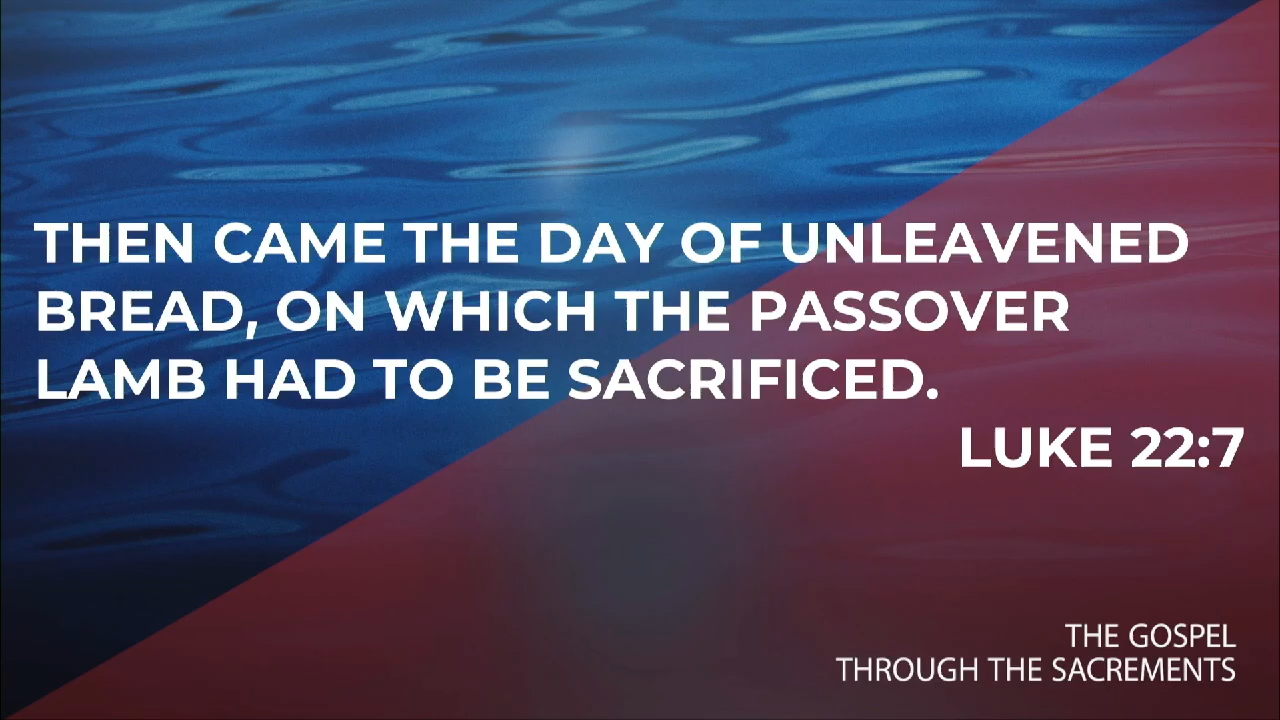 THEN CAME THE DAY OF UNLEAVENED
BREAD, ON WHICH THE PASSOVER
LAMB HAD TO BE SACRIFICED.
LUKE 22:7
THE GOSPEL
THROUGH THE SACREMENTS